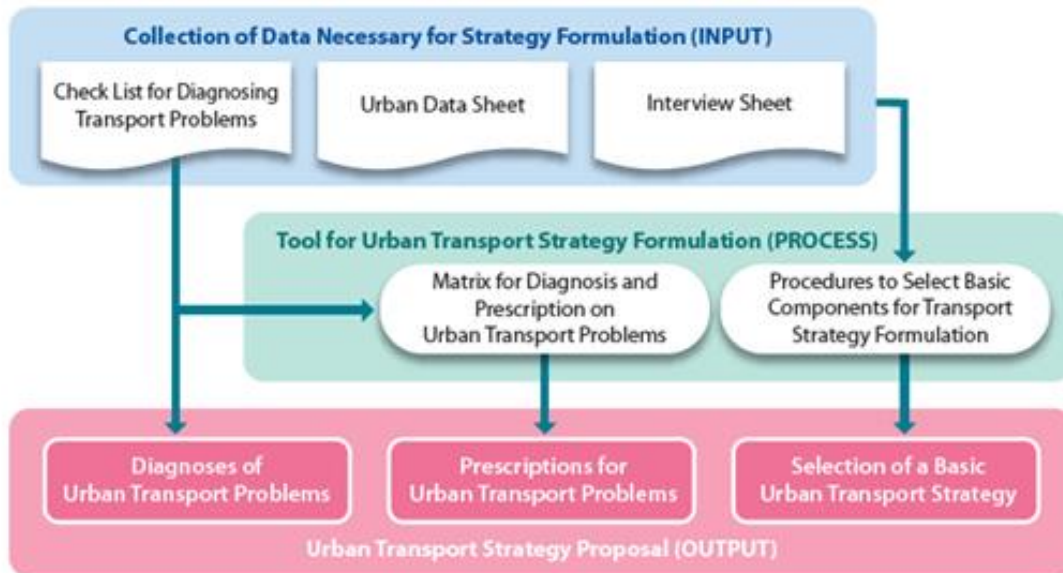 Collection of Data Necessary for Strategy Formulation (INPUT)
Check List for Diagnosing
Transport Problems
Urban Data Sheet
Interview Sheet
Tool for Urban Transport Strategy Formulation (PROCESS)
Matrix for Diagnosis and
Prescription on
Urban Transport Problems
Procedures to Select Basic
Components for Transport
Strategy Formulation
Diagnoses of
Urban Transport Problems
Prescriptions for
Urban Transport Problems
Selection of a Basic
Urban Transport Strategy
Urban Transport Strategy Proposal (OUTPUT)